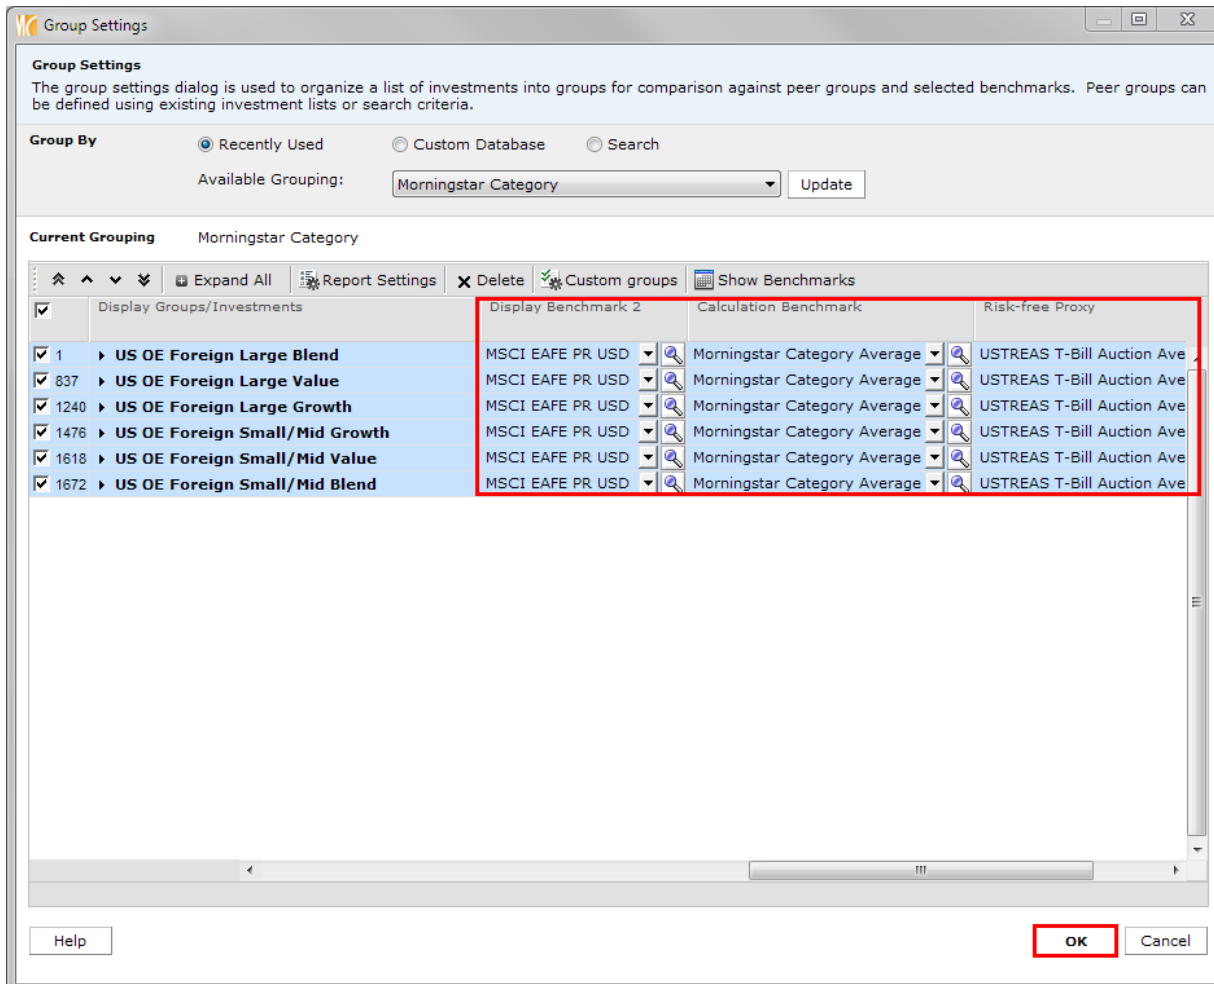 Group Settings
Group Settings
The group settings dialog is used to organize a list of investments into groups for comparison against peer groups and selected benchmarks. Peer groups can
be defined using existing investment lists or search criteria.
Group By Recently Used Custom Database Search
Available Grouping: Morningstar Category Update
Current Grouping Morningstar Category
Expand All Report Settings Delete Custom groups Show Benchmarks
Display Groups/Investments Display Benchmark 2 Calculation Benchmark Risk-free Proxy
1 US OE Foreign Large Blend MSCI EAFE PR USD Morningstar Category Average USTREAS T-Bill Auction Ave
837 US OE Foreign Large Value MSCI EAFE PR USD Morningstar Category Average USTREAS T-Bill Auction Ave
1240 US OE Foreign Large Growth MSCI EAFE PR USD Morningstar Category Average USTREAS T-Bill Auction Ave
1476 US OE Foreign Small/Mid Growth MSCI EAFE PR USD Morningstar Category Average USTREAS T-Bill Auction Ave
1618 US OE Foreign Small/Mid Value MSCI EAFE PR USD Morningstar Category Average USTREAS T-Bill Auction Ave
1672 US OE Foreign Small/Mid Blend MSCI EAFE PR USD Morningstar Category Average USTREAS T-Bill Auction Ave
Help OK Cancel